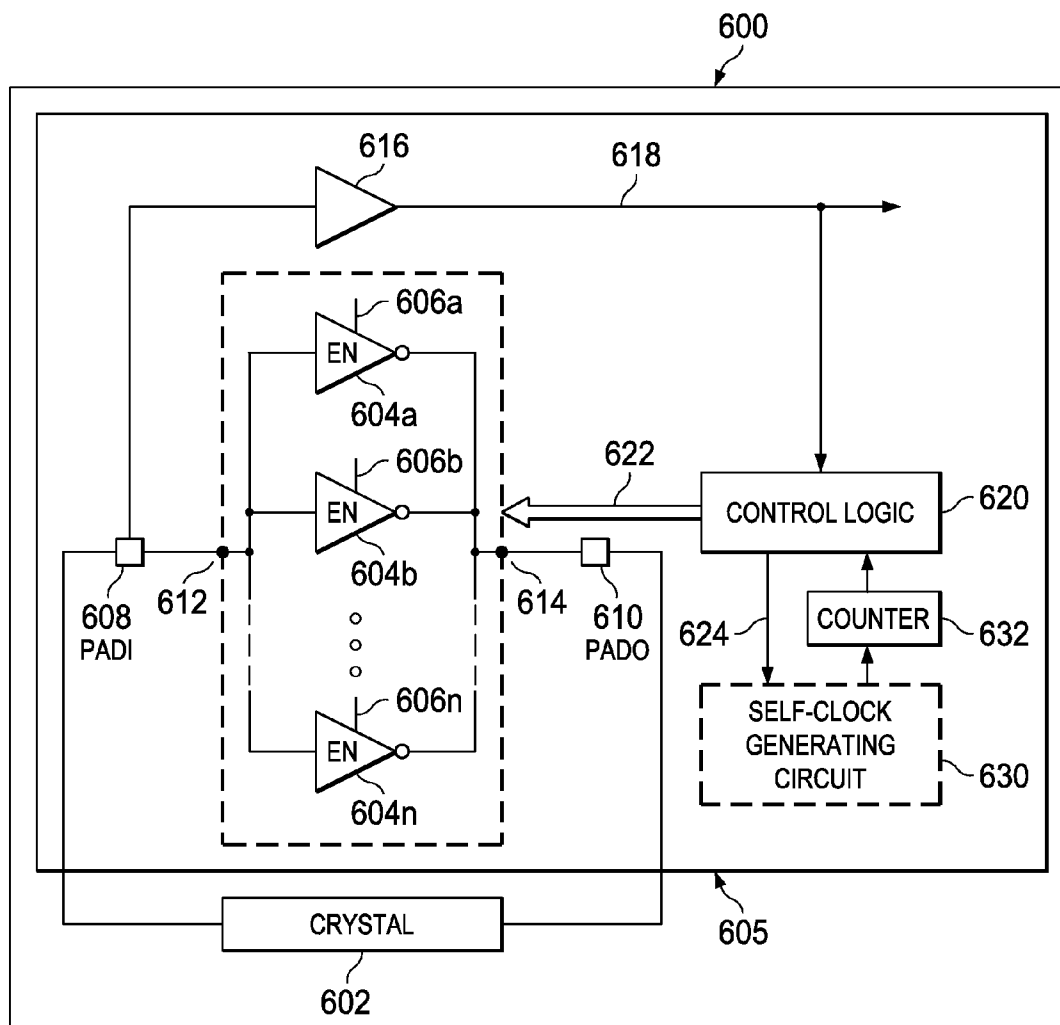 600
616
618
606a
EN
604a
606b
622
EN
CONTROL LOGIC
620
604b
612
614
608
PADI
610
PADO
624
COUNTER
632
606n
SELF-CLOCK
GENERATING
CIRCUIT
EN
630
604n
CRYSTAL
605
602